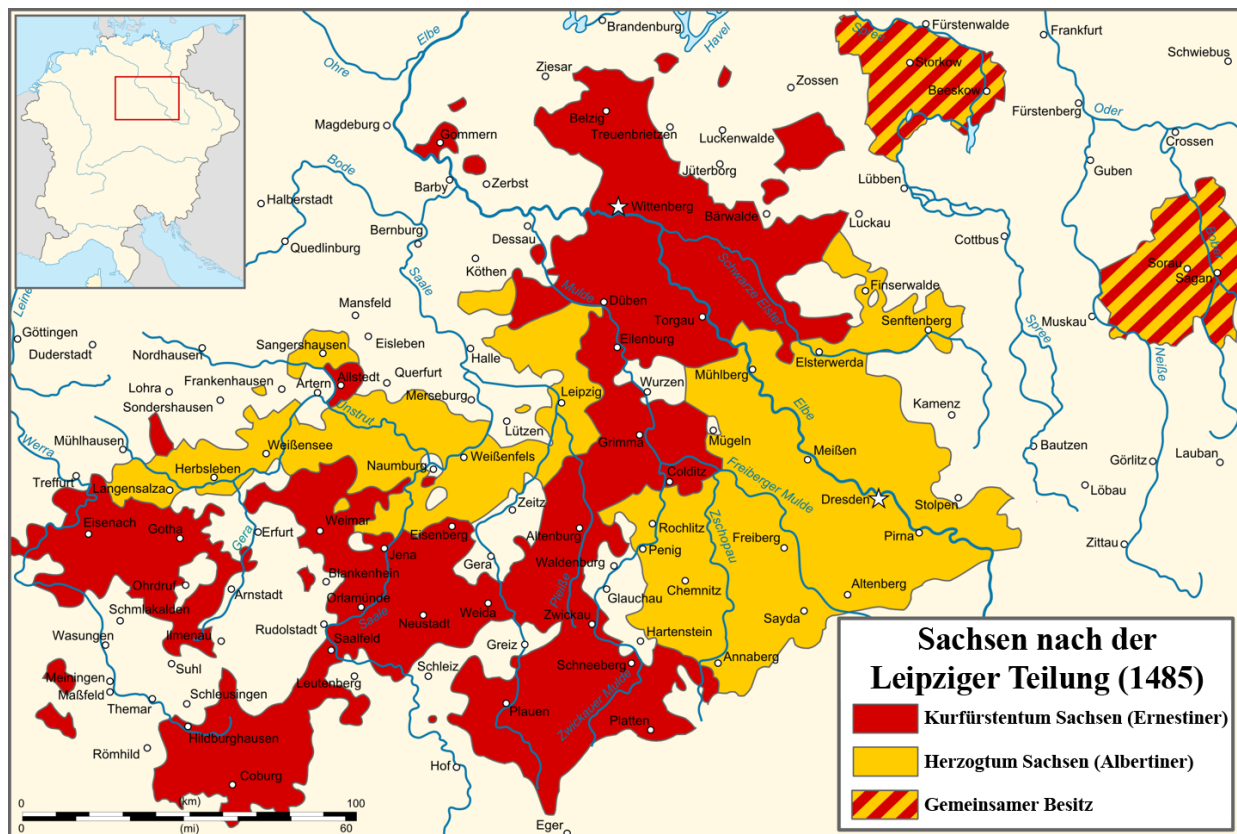 Brandenburg
Havel
Elbe
Ohre
Ziesar
Zossen
Spree
Fürstenwalde
Frankfurt
Schwiebus
Storkow
Beeskow
Fürstenberg
Oder
Magdeburg
Gommern
Belzig
Treuenbrietzen
Luckenwalde
Crossen
Bode
Barby
Zerbst
Jüterbog
Lübben
Guben
Halberstadt
Wittenberg
Bärwalde
Luckau
Quedlinburg
Bernburg
Dessau
Cottbus
Bober
Saale
Köthen
Schwarze Elster
Sorau
Sagan
Leine
Mulde
Düben
Finserwalde
Mansfeld
Torgau
Senftenberg
Spree
Muskau
Göttingen
Duderstadt
Nordhausen
Sangershausen
Eisleben
Halle
Eilenburg
Elsterwerda
Neiße
Lohra
Frankenhausen
Artern
Allstedt
Querfurt
Merseburg
Leipzig
Wurzen
Mühlberg
Sondershausen
Unstrut
Elbe
Kamenz
Werra
Mühlhausen
Weißensee
Lützen
Grimma
Mügeln
Bautzen
Treffurt
Herbsleben
Naumburg
Weißenfels
Meißen
Görlitz
Lauban
Langensalza
Colditz
Freiberger Mulde
Löbau
Zeitz
Dresden
Stolpen
Eisenach
Gotha
Gera
Erfurt
Weimar
Eisenberg
Altenburg
Rochlitz
Zschopau
Freiberg
Pirna
Zittau
Jena
Gera
Waldenburg
Penig
Ohrdruf
Arnstadt
Blankenhein
Pleiße
Glauchau
Chemnitz
Altenberg
Schmlakalden
Orlamünde
Saale
Neustadt
Weida
Zwickau
Sayda
Wasungen
Ilmenau
Rudolstadt
Saalfeld
Greiz
Hartenstein
Suhl
Schleiz
Schneeberg
Annaberg
Meiningen
Maßfeld
Schleusingen
Leutenberg
Themar
Plauen
Zwickauer Mulde
Platten
Hildburghausen
Römhild
Hof
Coburg
Eger
0 (km) 100
0 (mi) 60
Sachsen nach der
Leipziger Teilung (1485)
Kurfürstentum Sachsen (Ernestiner)
Herzogtum Sachsen (Albertiner)
Gemeinsamer Besitz